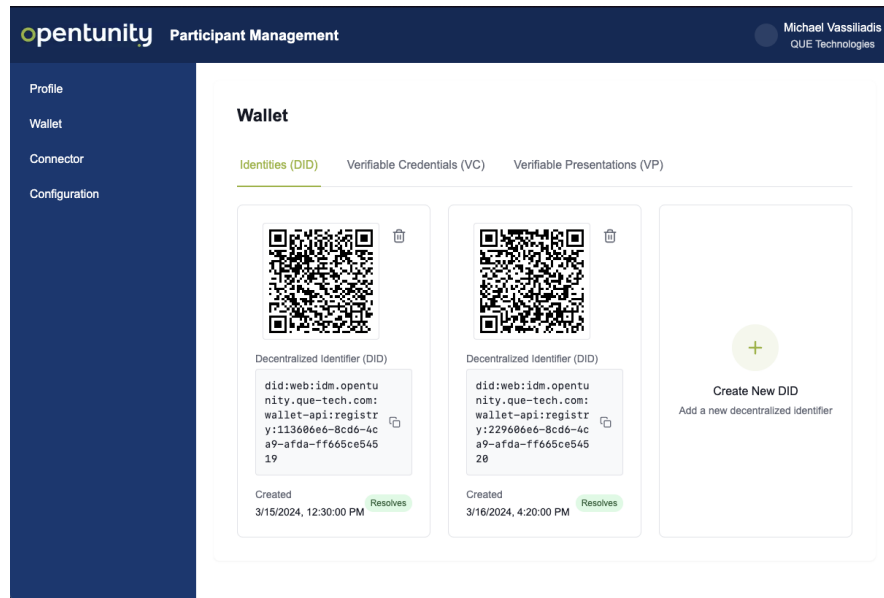 opentunity Participant Management
Michael Vassiliadis
QUE Technologies
Profile
Wallet
Connector
Configuration
Wallet
Identities (DID) Verifiable Credentials (VC) Verifiable Presentations (VP)
Decentralized Identifier (DID)
did:web:idm.opentu
nity.que-tech.com:
wallet-api:registr
y:113606e6-8cd6-4c
a9-afda-ff665ce545
19
Created
3/15/2024, 12:30:00 PM
Resolves
Decentralized Identifier (DID)
did:web:idm.opentu
nity.que-tech.com:
wallet-api:registr
y:229606e6-8cd6-4c
a9-afda-ff665ce545
20
Created
3/16/2024, 4:20:00 PM
Resolves
+
Create New DID
Add a new decentralized identifier